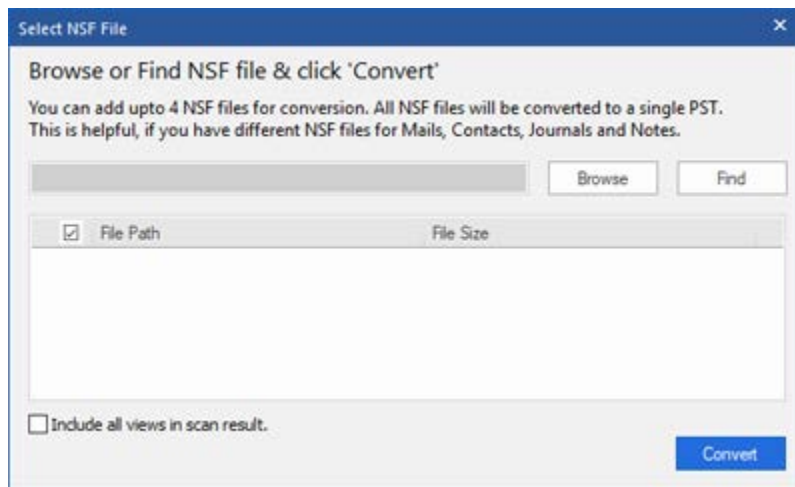 Select NSF File
Browse or Find NSF file & click 'Convert'
You can add upto 4 NSF files for conversion. All NSF files will be converted to a single PST.
This is helpful, if you have different NSF files for Mails, Contacts, Journals and Notes.
Browse Find
File Path File Size
Include all views in scan result.
Convert